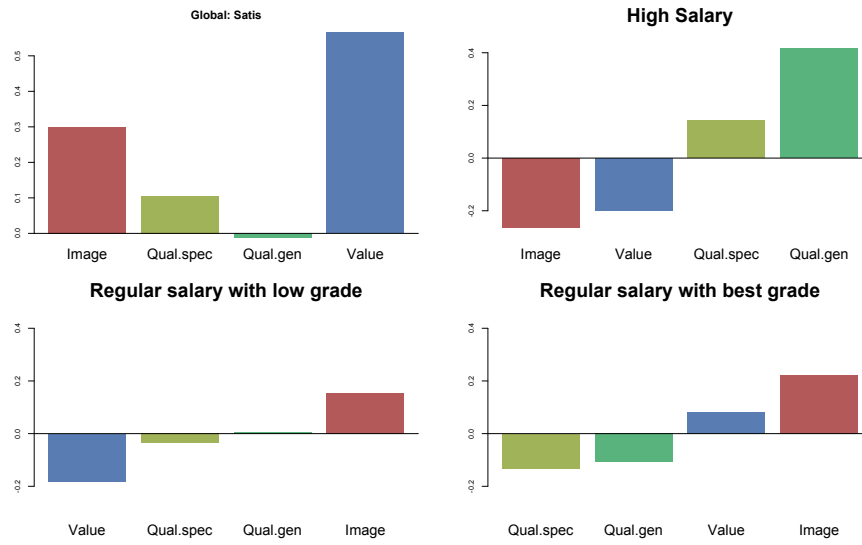 Global: Satis
0.5
0.3
0.2
0.1
0.0
Image Qual.spec Qual.gen Value
High Salary
0.4
0.2
0.0
-0.2
Image Value Qual.spec Qual.gen
Regular salary with low grade
0.4
0.2
0.0
-0.2
Value Qual.spec Qual.gen Image
Regular salary with best grade
0.4
0.2
0.0
-0.2
Qual.spec Qual.gen Value Image